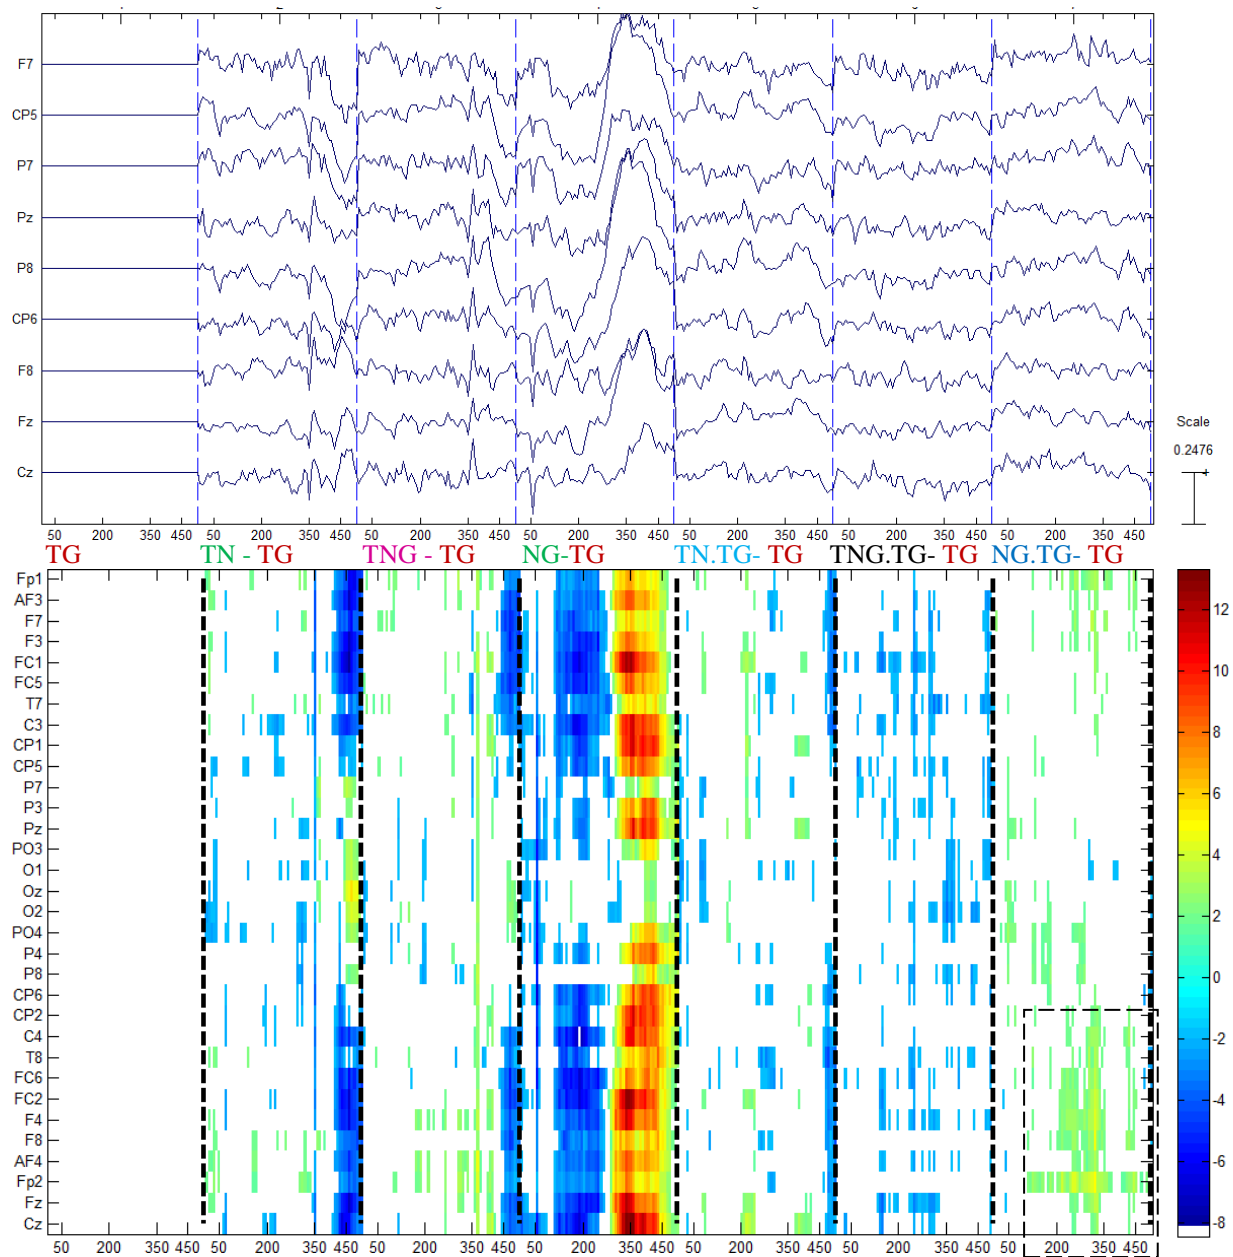 F7
CP5
P7
Pz
P8
CP6
F8
Fz
Cz
Scale
0.2476
+
50 200 350 450 50 200 350 450 50 200 350 450 50 200 350 450 50 200 350 450 50 200 350 450 50 200 350 450
TG TN - TG TNG - TG NG-TG TN.TG- TG TNG.TG- TG NG.TG- TG
Fp1
AF3
F7
F3
FC1
FC5
T7
C3
CP1
CP5
P7
P3
Pz
PO3
O1
Oz
O2
PO4
P4
P8
CP6
CP2
C4
T8
FC6
FC2
F4
F8
AF4
Fp2
Fz
Cz
50 200 350 450 50 200 350 450 50 200 350 450 50 200 350 450 50 200 350 450 50 200 350 450 50 200 350 450
12
10
8
6
4
2
0
-2
-4
-6
-8